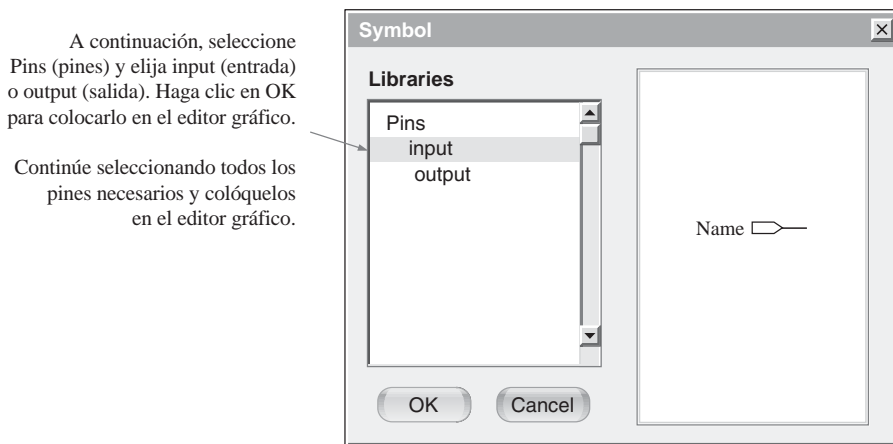 A continuación, seleccione
Pins (pines) y elija input (entrada)
o output (salida). Haga clic en OK
para colocarlo en el editor gráfico.
Continúe seleccionando todos los
pines necesarios y colóquelos
en el editor gráfico.
Symbol
Libraries
Pins
input
output
OK
Cancel
Name